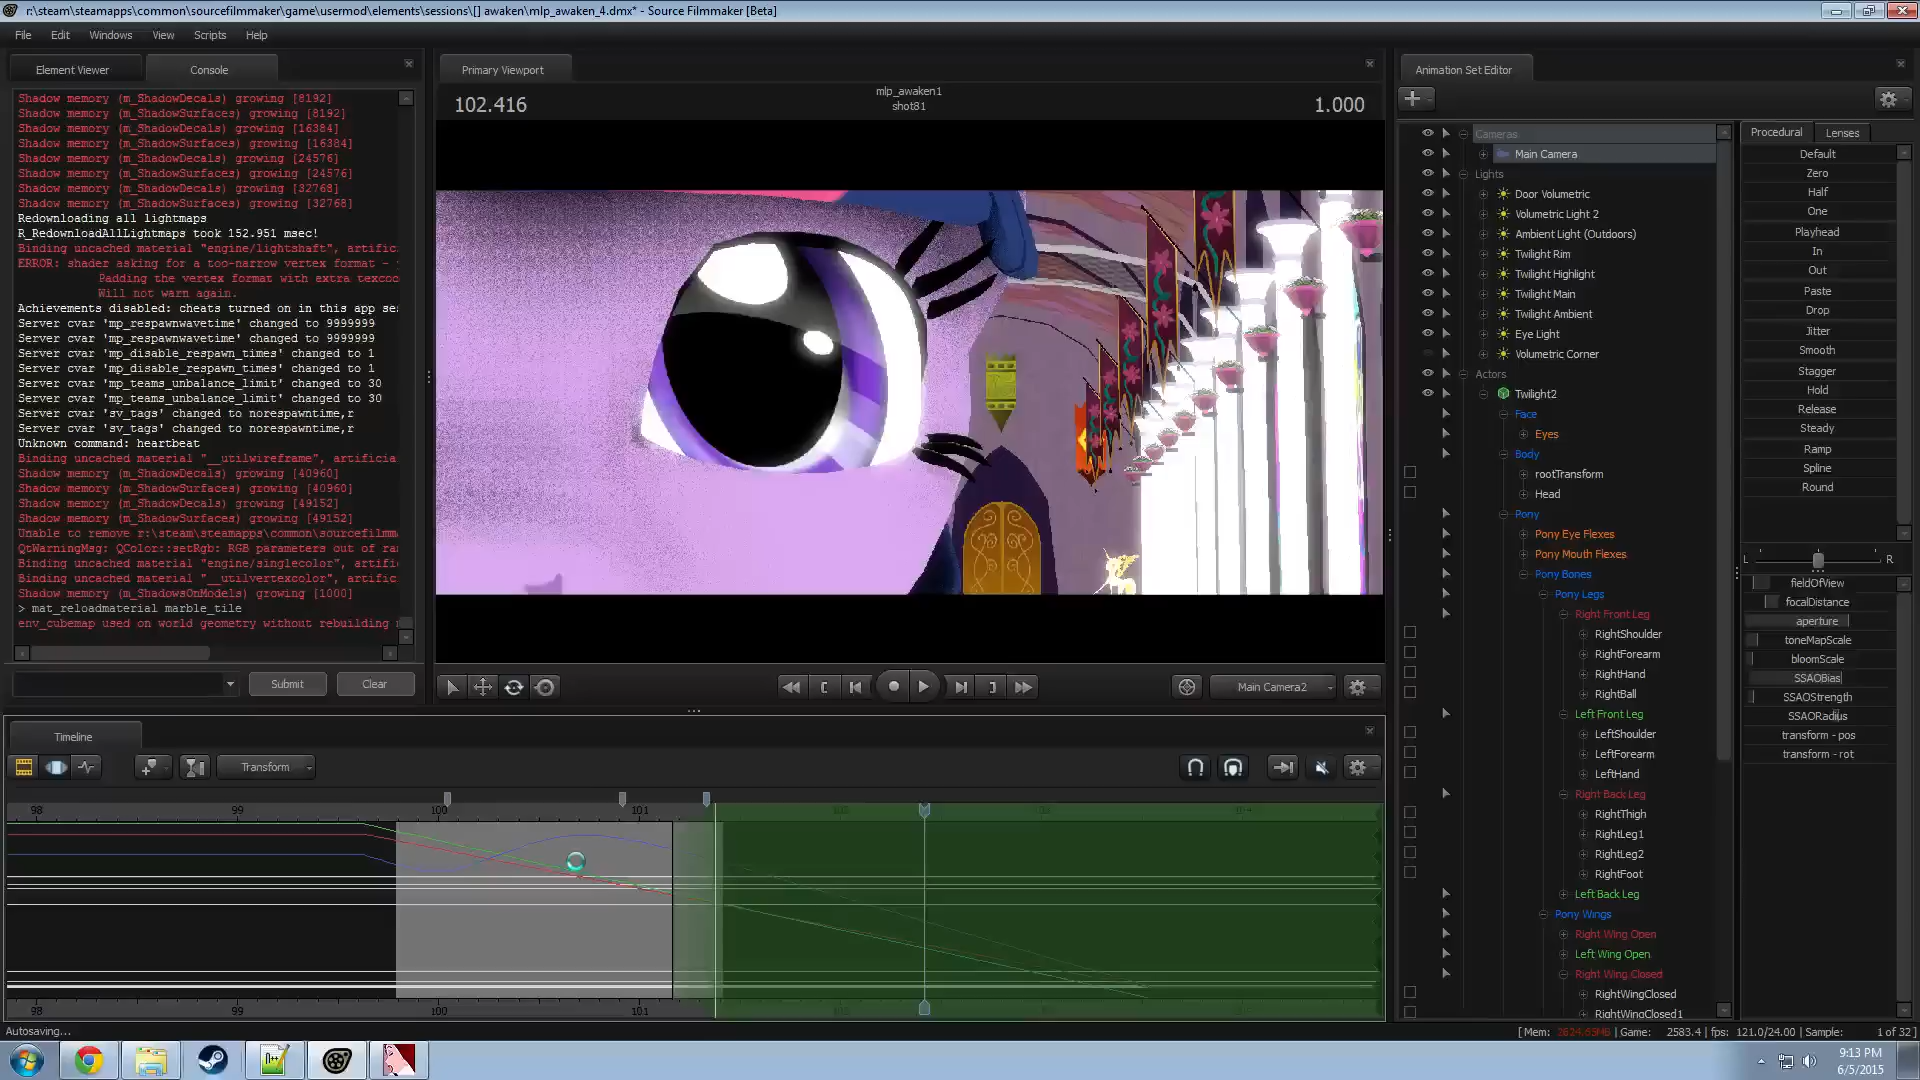 r:\steam\steamapps\common\sourcefilmmaker\game\usermod\elements\sessions\[] awaken\mlp_awaken_4.dmx* - Source Filmmaker [Beta]
File Edit Windows View Scripts Help
Element Viewer Console
Shadow memory (m_ShadowDecals) growing [8192]
Shadow memory (m_ShadowSurfaces) growing [8192]
Shadow memory (m_ShadowDecals) growing [16384]
Shadow memory (m_ShadowSurfaces) growing [16384]
Shadow memory (m_ShadowDecals) growing [24576]
Shadow memory (m_ShadowSurfaces) growing [24576]
Shadow memory (m_ShadowDecals) growing [32768]
Shadow memory (m_ShadowSurfaces) growing [32768]
Redownloading all lightmaps
R_RedownloadAllLightmaps took 152.951 msec!
Binding uncached material "engine/lightshaft", artific
ERROR: shader asking for a too-narrow vertex format -
Padding the vertex format with extra texcoo
Will not warn again.
Achievements disabled: cheats turned on in this app ses
Server cvar 'mp_respawnwavetime' changed to 9999999
Server cvar 'mp_respawnwavetime' changed to 9999999
Server cvar 'mp_disable_respawn_times' changed to 1
Server cvar 'mp_disable_respawn_times' changed to 1
Server cvar 'mp_teams_unbalance_limit' changed to 30
Server cvar 'mp_teams_unbalance_limit' changed to 30
Server cvar 'sv_tags' changed to norespawntime,r
Server cvar 'sv_tags' changed to norespawntime,r
Unknown command: heartbeat
Binding uncached material "__utilwireframe", artificia
Shadow memory (m_ShadowDecals) growing [40960]
Shadow memory (m_ShadowSurfaces) growing [40960]
Shadow memory (m_ShadowDecals) growing [49152]
Shadow memory (m_ShadowSurfaces) growing [49152]
Unable to remove r:\steam\steamapps\common\sourcefilmma
QtWarningMsg: QColor::setRgb: RGB parameters out of ran
Binding uncached material "engine/singlecolor", artific
Binding uncached material "__utilvertexcolor", artific
Shadow memory (m_ShadowsOnModels) growing [1000]
> mat_reloadmaterial marble_tile
env_cubemap used on world geometry without rebuilding
Submit Clear
Primary Viewport
102.416
mlp_awaken1
shot81
1.000
Main Camera2
Timeline
Transform
98 99 100 101
98 99 100 101
Autosaving...
Animation Set Editor
Cameras
Main Camera
Lights
Door Volumetric
Volumetric Light 2
Ambient Light (Outdoors)
Twilight Rim
Twilight Highlight
Twilight Main
Twilight Ambient
Eye Light
Volumetric Corner
Actors
Twilight2
Face
Eyes
Body
rootTransform
Head
Pony
Pony Eye Flexes
Pony Mouth Flexes
Pony Bones
Pony Legs
Right Front Leg
RightShoulder
RightForearm
RightHand
RightBall
Left Front Leg
LeftShoulder
LeftForearm
LeftHand
Right Back Leg
RightThigh
RightLeg1
RightLeg2
RightFoot
Left Back Leg
Pony Wings
Right Wing Open
Left Wing Open
Right Wing Closed
RightWingClosed
RightWingClosed1
Procedural Lenses
Default
Zero
Half
One
Playhead
In
Out
Paste
Drop
Jitter
Smooth
Stagger
Hold
Release
Steady
Ramp
Spline
Round
L R
fieldOfView
focalDistance
aperture
toneMapScale
bloomScale
SSAOBias
SSAOStrength
SSAORadius
transform - pos
transform - rot
[ Mem: 2624.65MB | Game: 2583.4 | fps: 121.0/24.00 | Sample: 1 of 32 ]
9:13 PM
6/5/2015